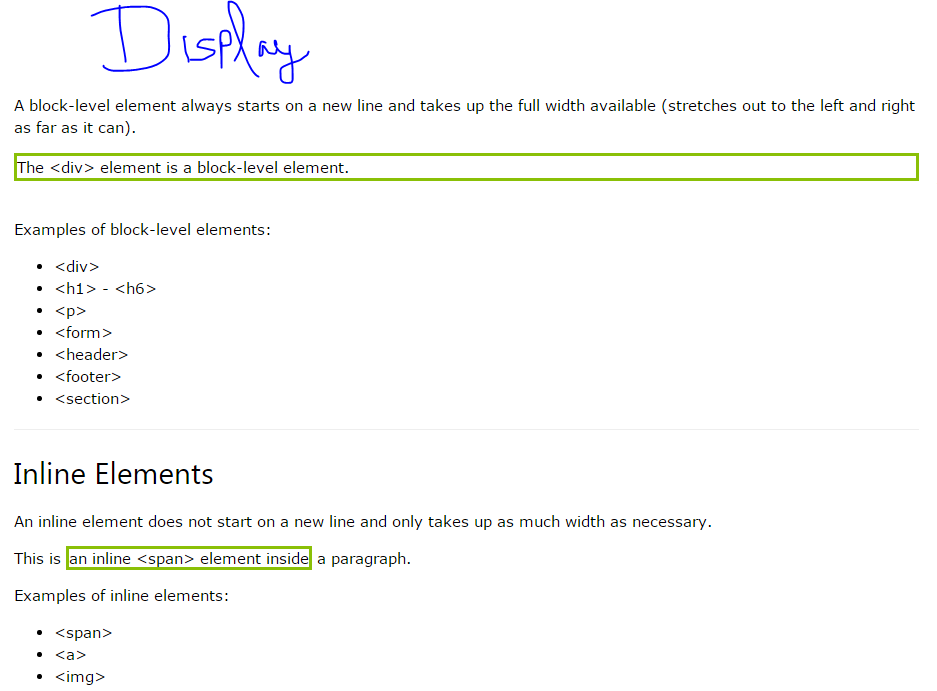 Display
A block-level element always starts on a new line and takes up the full width available (stretches out to the left and right
as far as it can).
The <div> element is a block-level element.
Examples of block-level elements:
• <div>
• <h1> - <h6>
• <p>
• <form>
• <header>
• <footer>
• <section>
Inline Elements
An inline element does not start on a new line and only takes up as much width as necessary.
This is an inline <span> element inside a paragraph.
Examples of inline elements:
• <span>
• <a>
• <img>